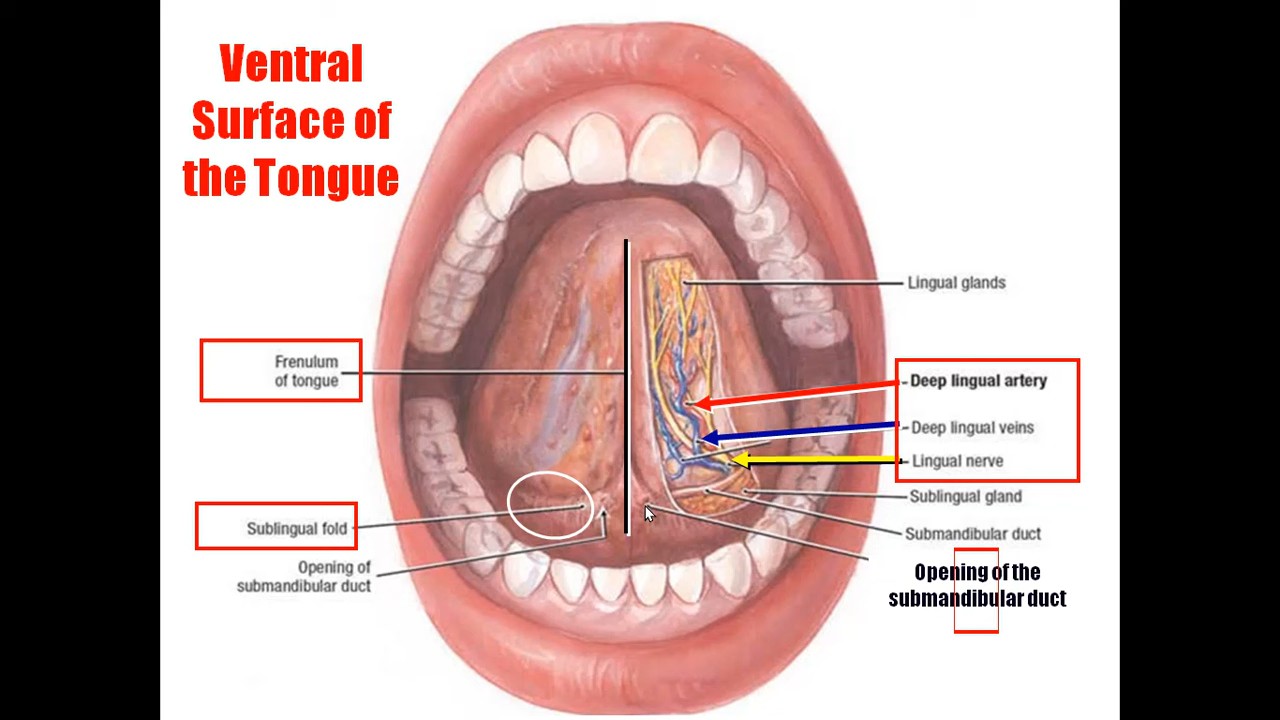 Ventral
Surface of
the Tongue
Frenulum
of tongue
Sublingual fold
Opening of
submandibular duct
Lingual glands
Deep lingual artery
Deep lingual veins
Lingual nerve
Sublingual gland
Submandibular duct
Opening of the
submandibular duct